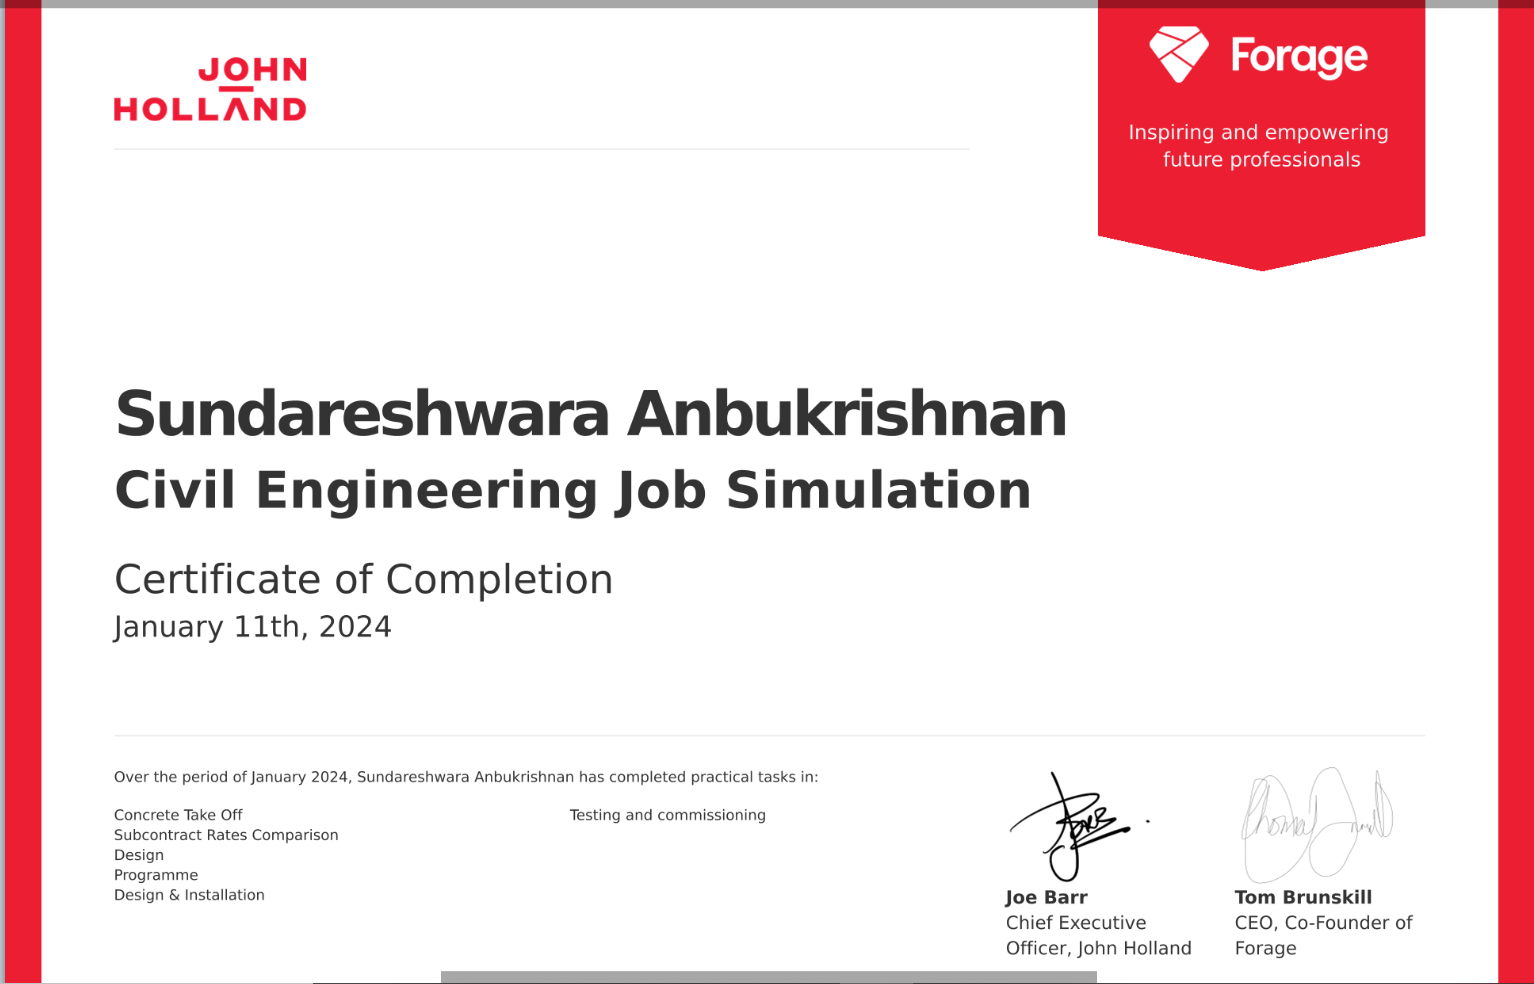 JOHN
HOLLAND
Forage
Inspiring and empowering
future professionals
Sundareshwara Anbukrishnan
Civil Engineering Job Simulation
Certificate of Completion
January 11th, 2024
Over the period of January 2024, Sundareshwara Anbukrishnan has completed practical tasks in:
Concrete Take Off
Subcontract Rates Comparison
Design
Programme
Design & Installation
Testing and commissioning
Joe Barr
Chief Executive
Officer, John Holland
Tom Brunskill
CEO, Co-Founder of
Forage